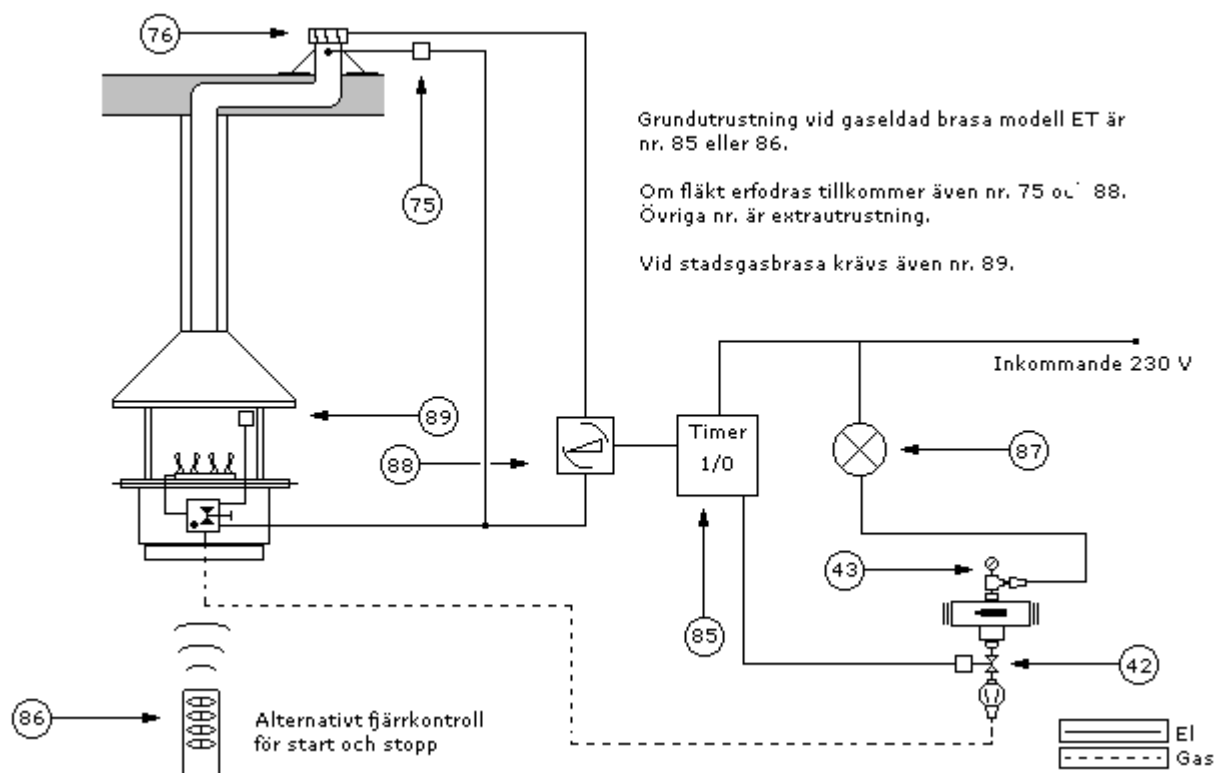 76
75
Grundutrustning vid gaseldad brasa modell ET är
nr. 85 eller 86.
Om fläkt erfodras tillkommer även nr. 75 88.
Övriga nr. är extrautrustning.
Vid stadsgasbrasa krävs även nr. 89.
Inkommande 230 V
89
88
Timer
1/0
87
43
85
42
86
Alternativt fjärrkontroll
för start och stopp
El
Gas